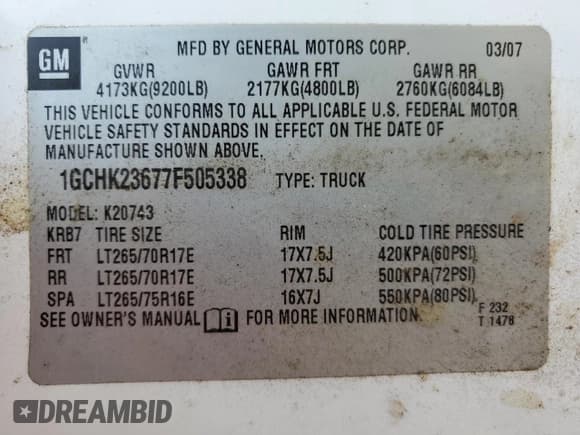 GM
MFD BY GENERAL MOTORS CORP. 03/07
GVWR GAWR FRT GAWR RR
4173KG(9200LB) 2177KG(4800LB) 2760KG(6084LB)
THIS VEHICLE CONFORMS TO ALL APPLICABLE U.S. FEDERAL MOTOR
VEHICLE SAFETY STANDARDS IN EFFECT ON THE DATE OF
MANUFACTURE SHOWN ABOVE.
1GCHK23677F505338 TYPE: TRUCK
MODEL: K20743
KRB7 TIRE SIZE RIM COLD TIRE PRESSURE
FRT LT265/70R17E 17X7.5J 420KPA(60PSI)
RR LT265/70R17E 17X7.5J 500KPA(72PSI)
SPA LT265/75R16E 16X7J 550KPA(80PSI)
SEE OWNER'S MANUAL FOR MORE INFORMATION. F 232
T 1478
DREAMBID